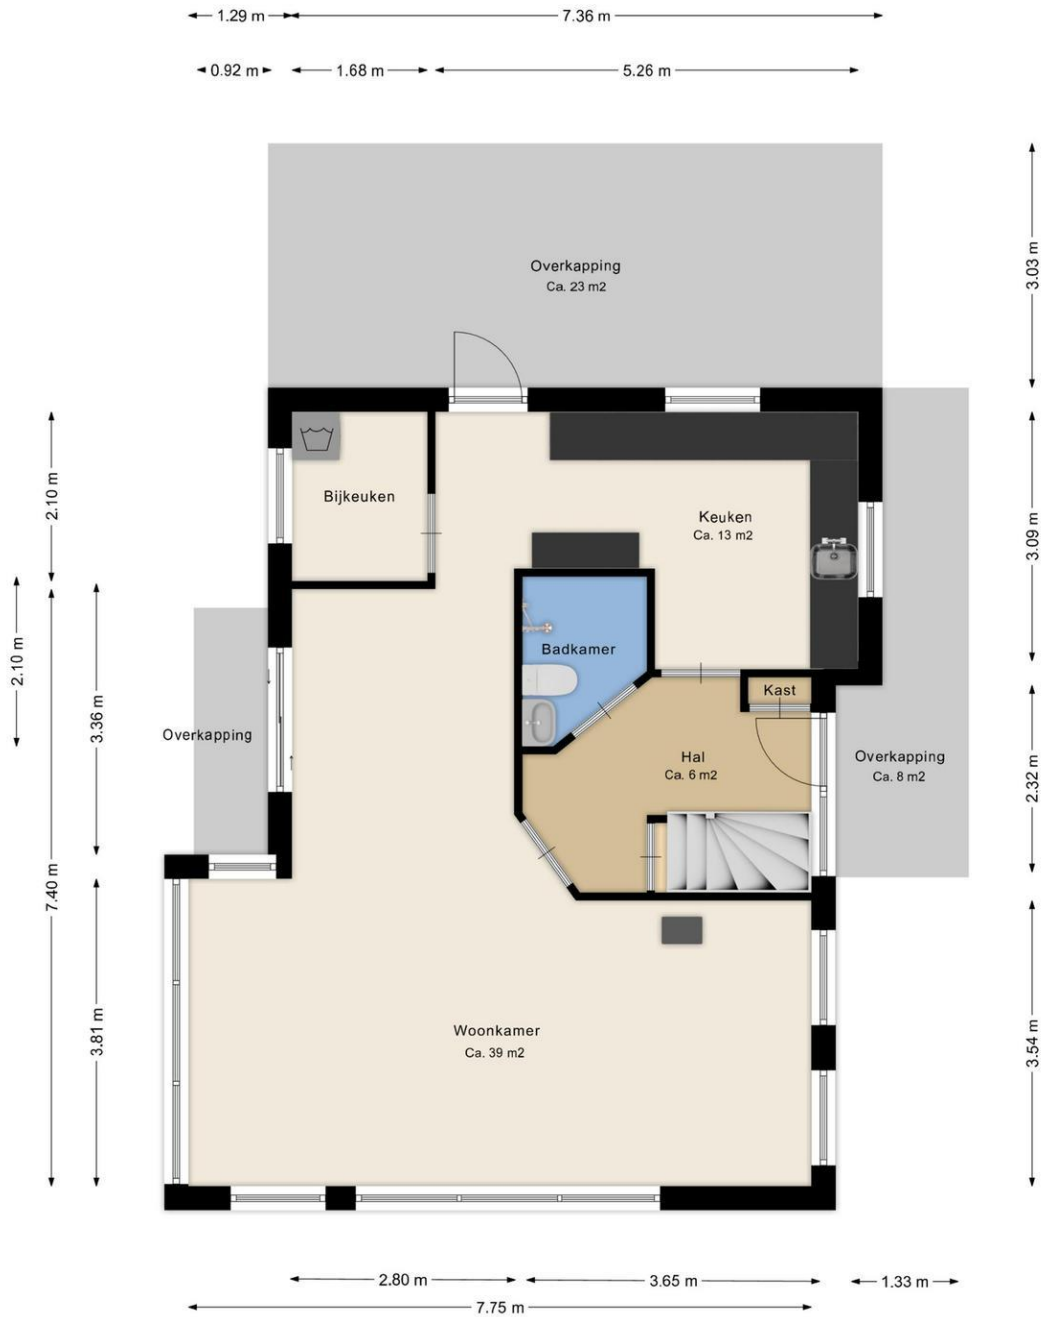 1.29 m
7.36 m
0.92 m
1.68 m
5.26 m
Overkapping
Ca. 23 m2
3.03 m
2.10 m
Bijkeuken
Keuken
Ca. 13 m2
3.09 m
2.10 m
3.36 m
Overkapping
Badkamer
Kast
Hal
Ca. 6 m2
Overkapping
Ca. 8 m2
2.32 m
7.40 m
3.81 m
Woonkamer
Ca. 39 m2
3.54 m
2.80 m
3.65 m
1.33 m
7.75 m